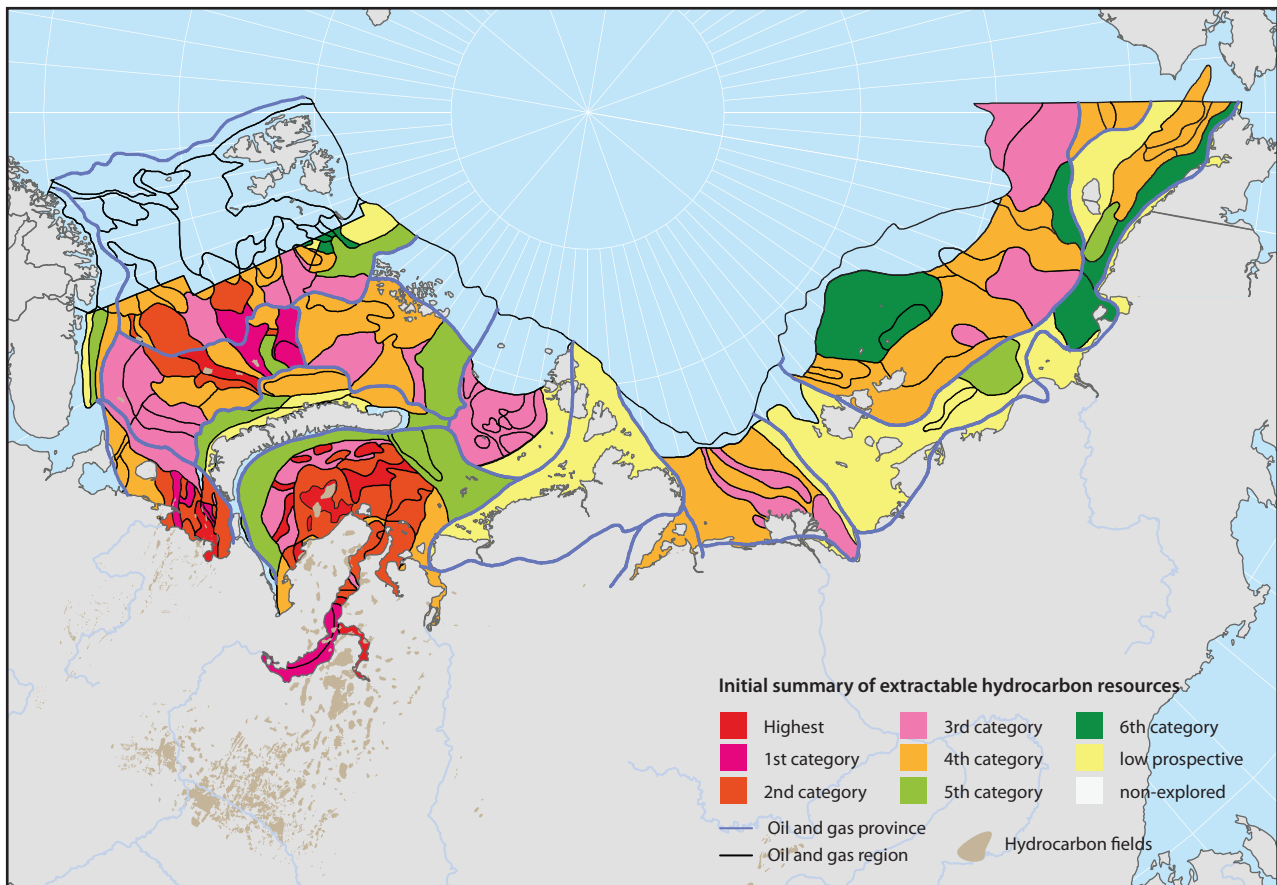 Initial summary of extractable hydrocarbon resources
Highest
3rd category
6th category
1st category
4th category
low prospective
2nd category
5th category
non-explored
Oil and gas province
Hydrocarbon fields
Oil and gas region